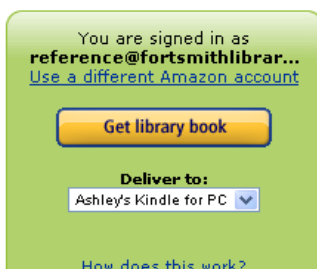 You are signed in as
reference@fortsmithlibrar...
Use a different Amazon account
Get library book
Deliver to:
Ashley's Kindle for PC
How does this work?